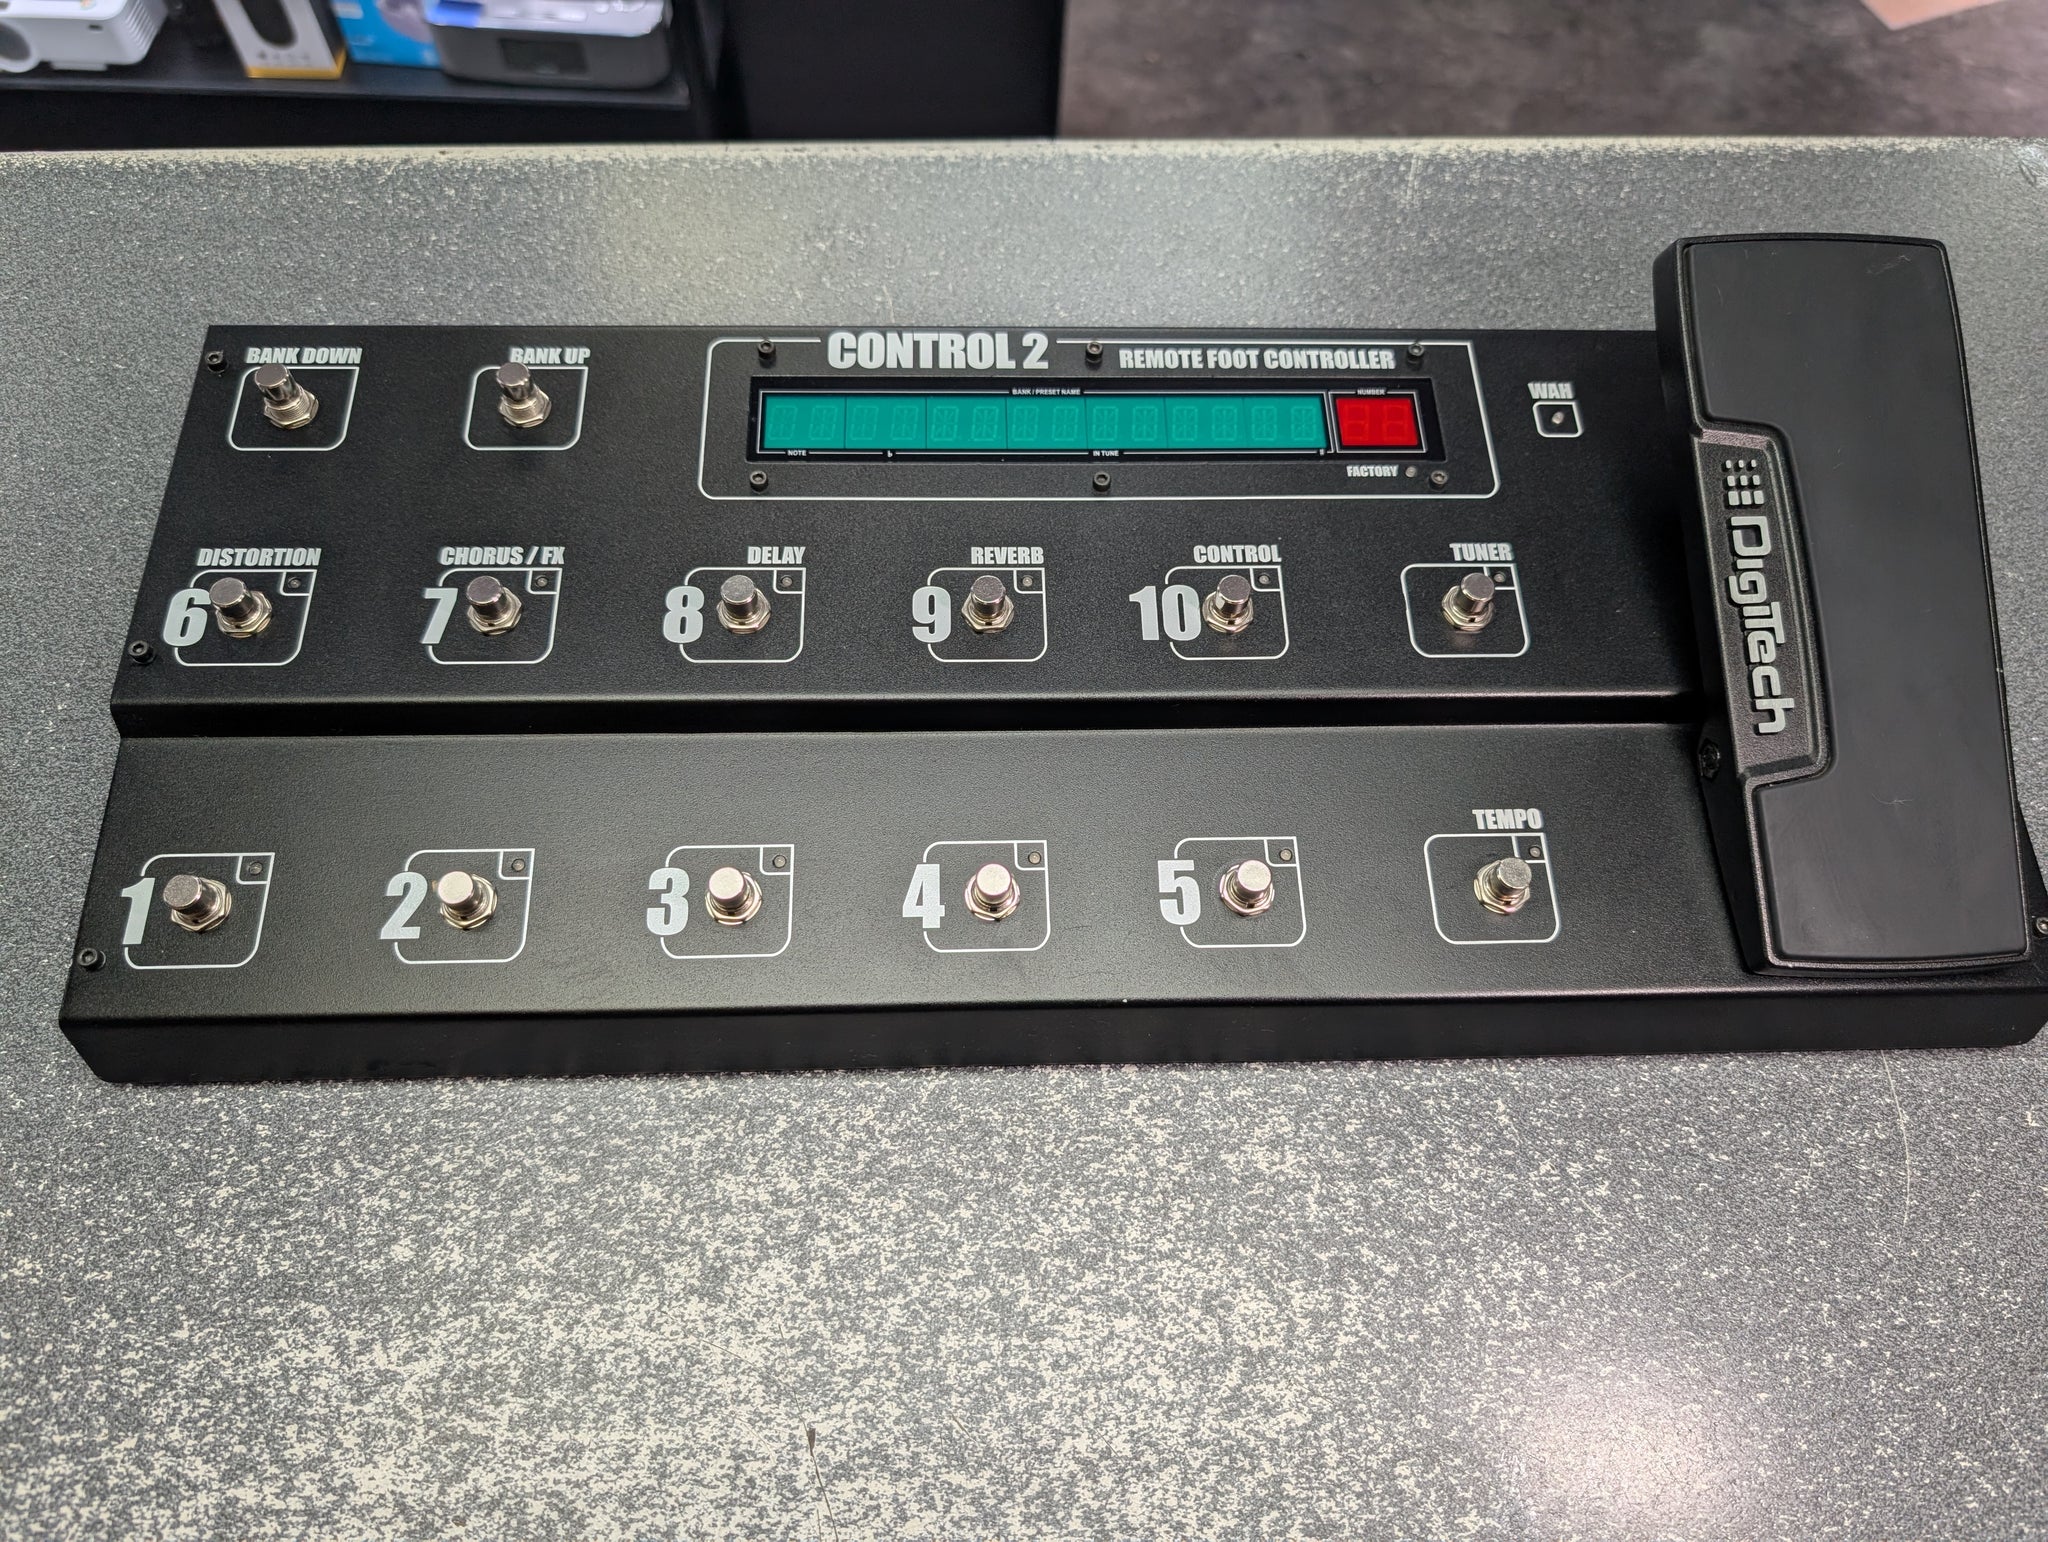 BANK DOWN
BANK UP
CONTROL 2
REMOTE FOOT CONTROLLER
BANK / PRESET NAME
NUMBER
NOTE
b
IN TUNE
#
FACTORY
WAH
DigiTech
DISTORTION
6
CHORUS / FX
7
DELAY
8
REVERB
9
CONTROL
10
TUNER
1
2
3
4
5
TEMPO